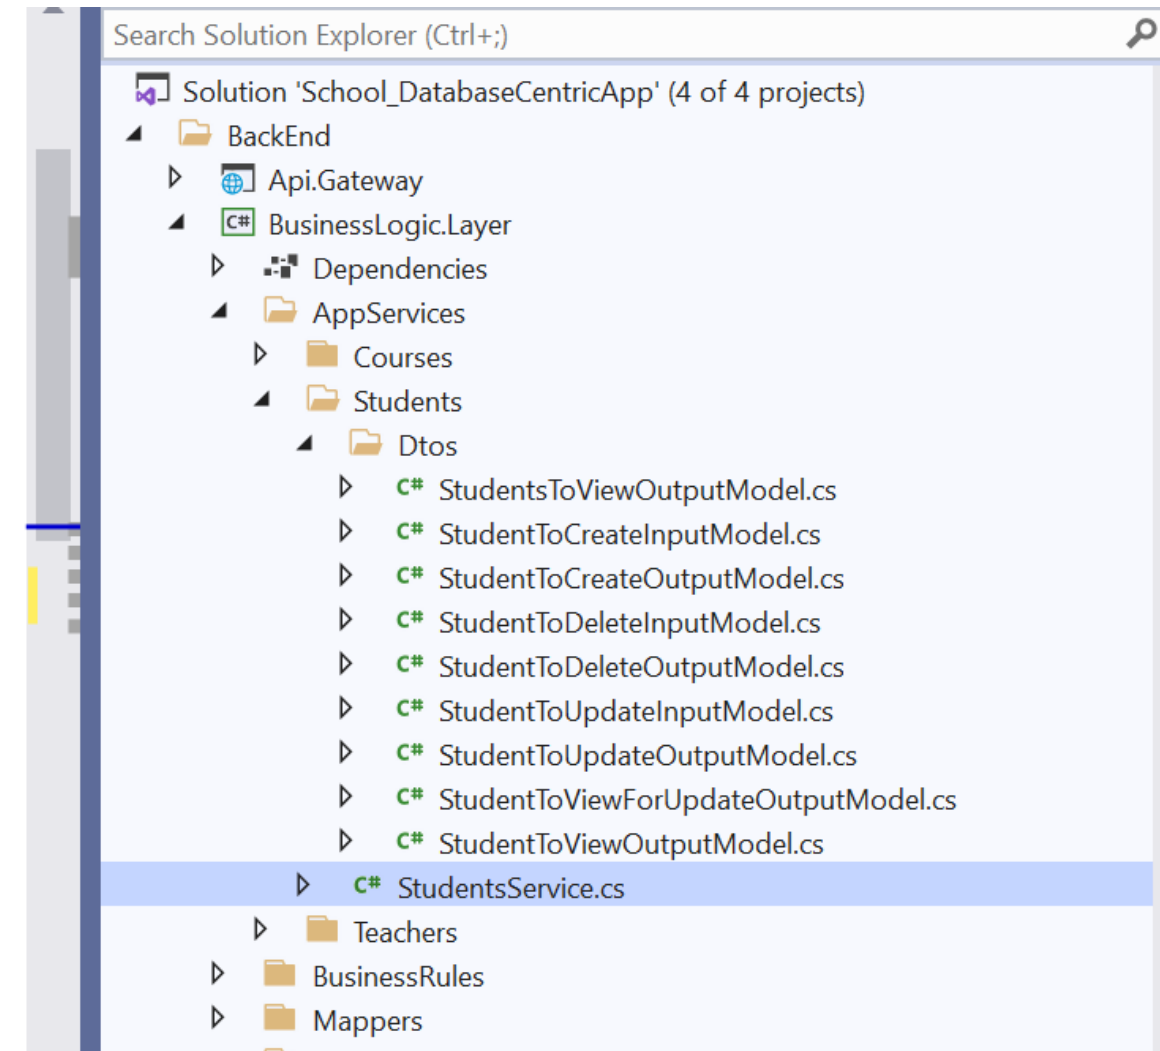 Search Solution Explorer (Ctrl+;)
Solution 'School_DatabaseCentricApp' (4 of 4 projects)
BackEnd
Api.Gateway
C# BusinessLogic.Layer
Dependencies
AppServices
Courses
Students
Dtos
C# StudentsToViewOutputModel.cs
C# StudentToCreateInputModel.cs
C# StudentToCreateOutputModel.cs
C# StudentToDeleteInputModel.cs
C# StudentToDeleteOutputModel.cs
C# StudentToUpdateInputModel.cs
C# StudentToUpdateOutputModel.cs
C# StudentToViewForUpdateOutputModel.cs
C# StudentToViewOutputModel.cs
C# StudentsService.cs
Teachers
BusinessRules
Mappers